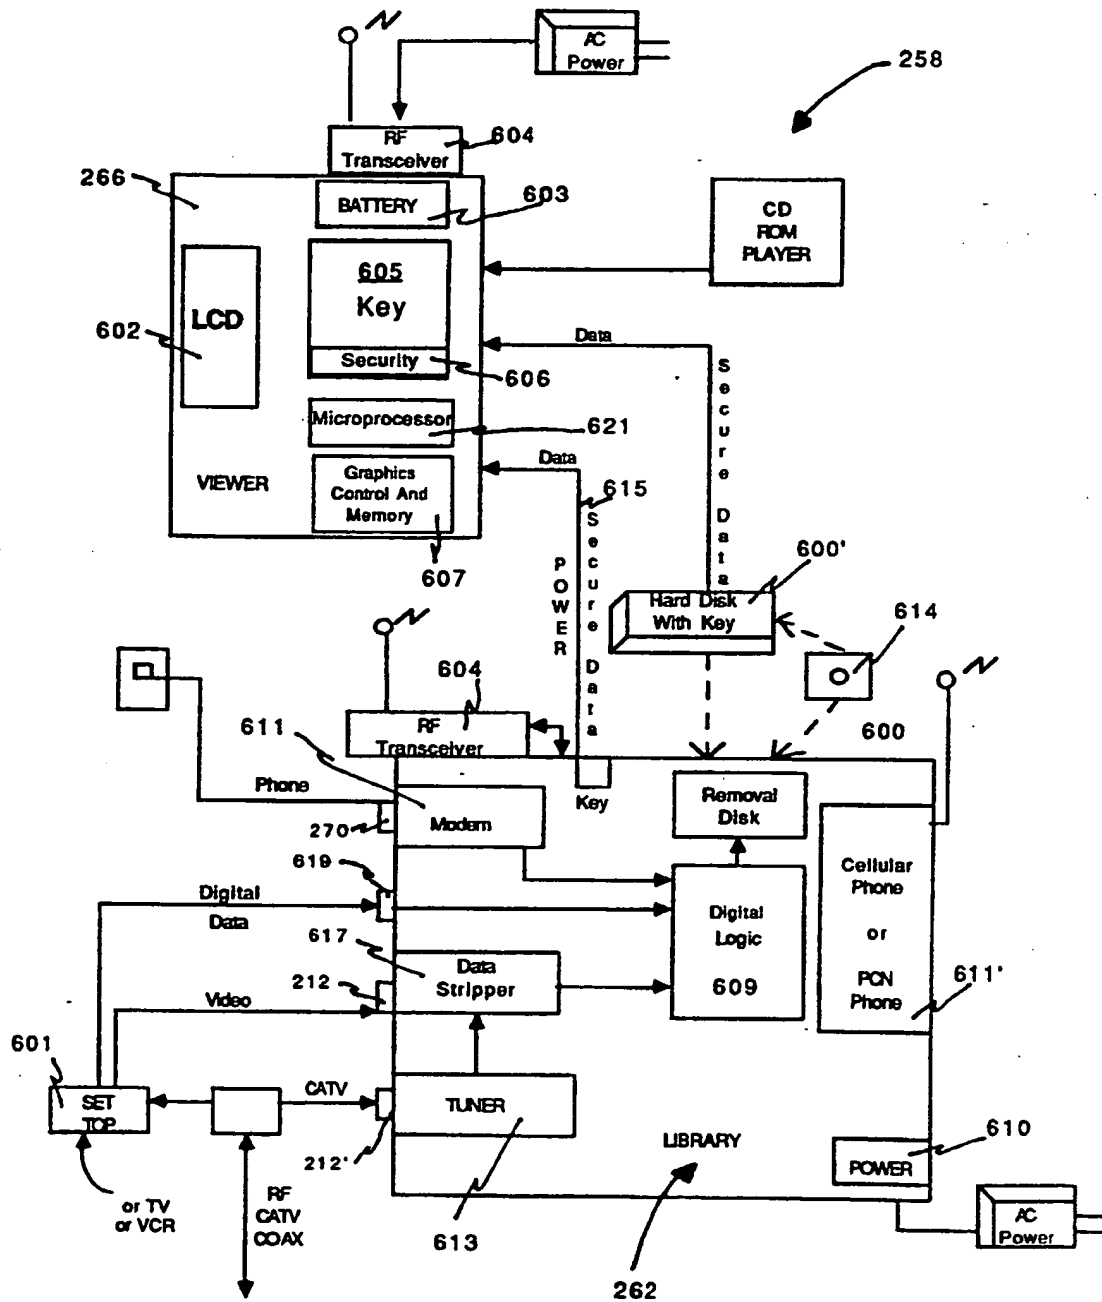 AC
Power
258
RF
Transceiver
604
266
BATTERY
603
CD
ROM
PLAYER
605
Key
LCD
602
Security
606
Data
Secure Data
Microprocessor
621
Data
VIEWER
Graphics
Control And
Memory
615
607
POWER
Secure Data
600'
Hard Disk
With Key
614
604
RF
Transceiver
611
600
Phone
Key
Removal
Disk
270
Modem
619
Cellular
Phone
or
PCN
Phone
Digital
Data
Digital
Logic
609
617
Data
Stripper
212
Video
611'
601
SET
TOP
CATV
TUNER
212'
LIBRARY
610
POWER
or TV
or VCR
RF
CATV
COAX
613
262
AC
Power